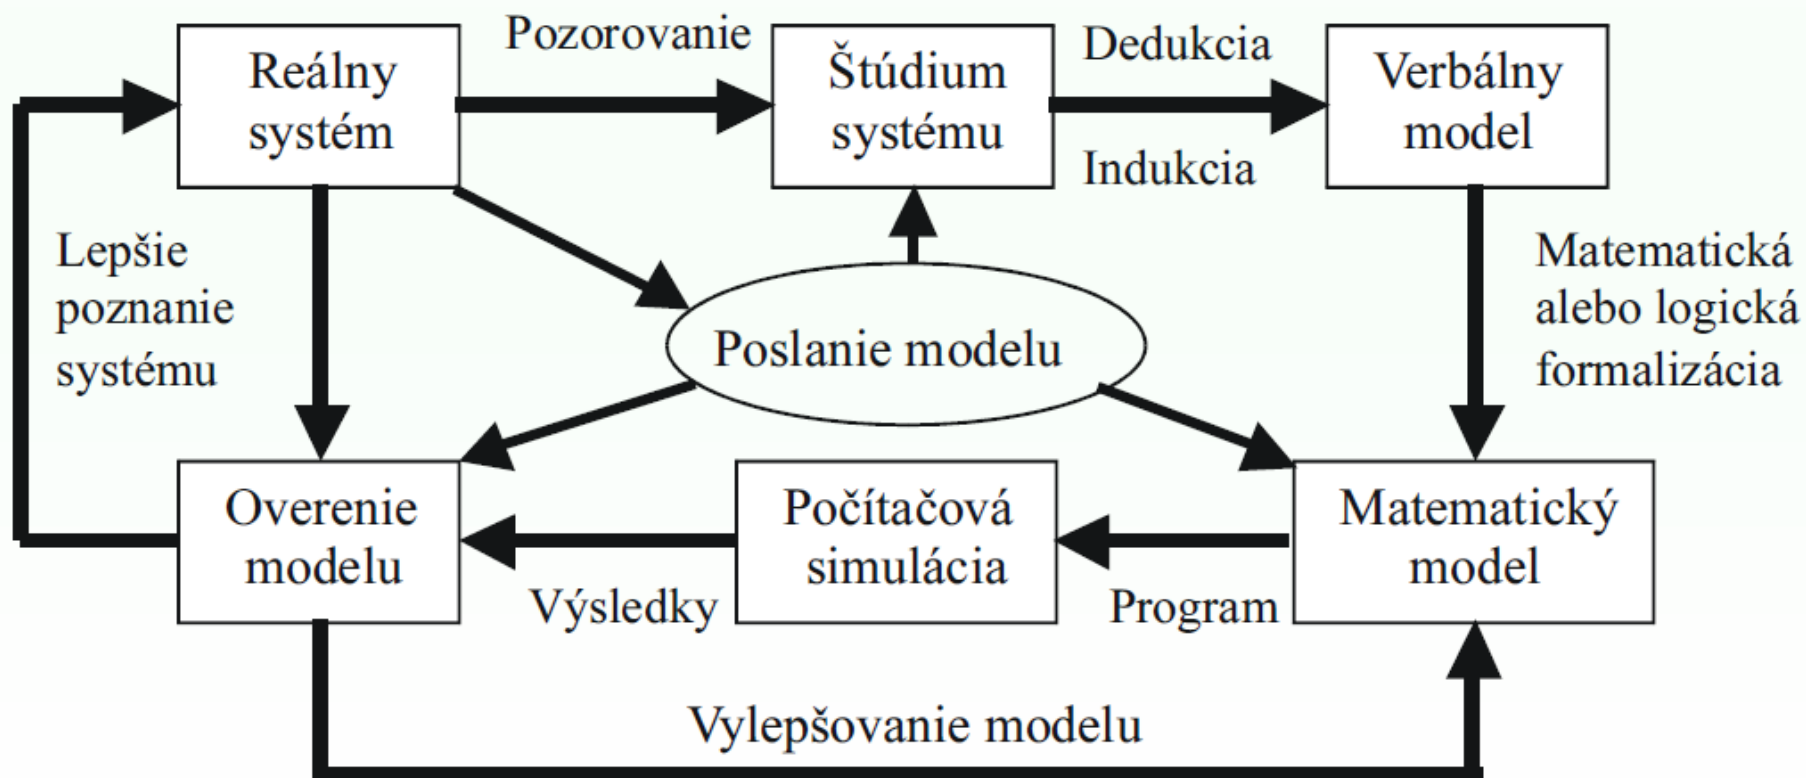 Reálny
systém
Pozorovanie
Štúdium
systému
Dedukcia
Indukcia
Verbálny
model
Lepšie
poznanie
systému
Poslanie modelu
Matematická
alebo logická
formalizácia
Overenie
modelu
Výsledky
Počítačová
simulácia
Program
Matematický
model
Vylepšovanie modelu